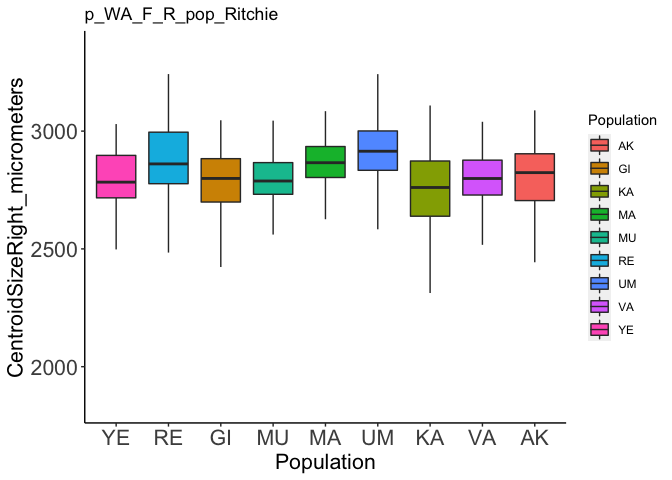 p_WA_F_R_pop_Ritchie
CentroidSizeRight_micrometers
3000
2500
2000
YE RE GI MU MA UM KA VA AK
Population
Population
AK
GI
KA
MA
MU
RE
UM
VA
YE